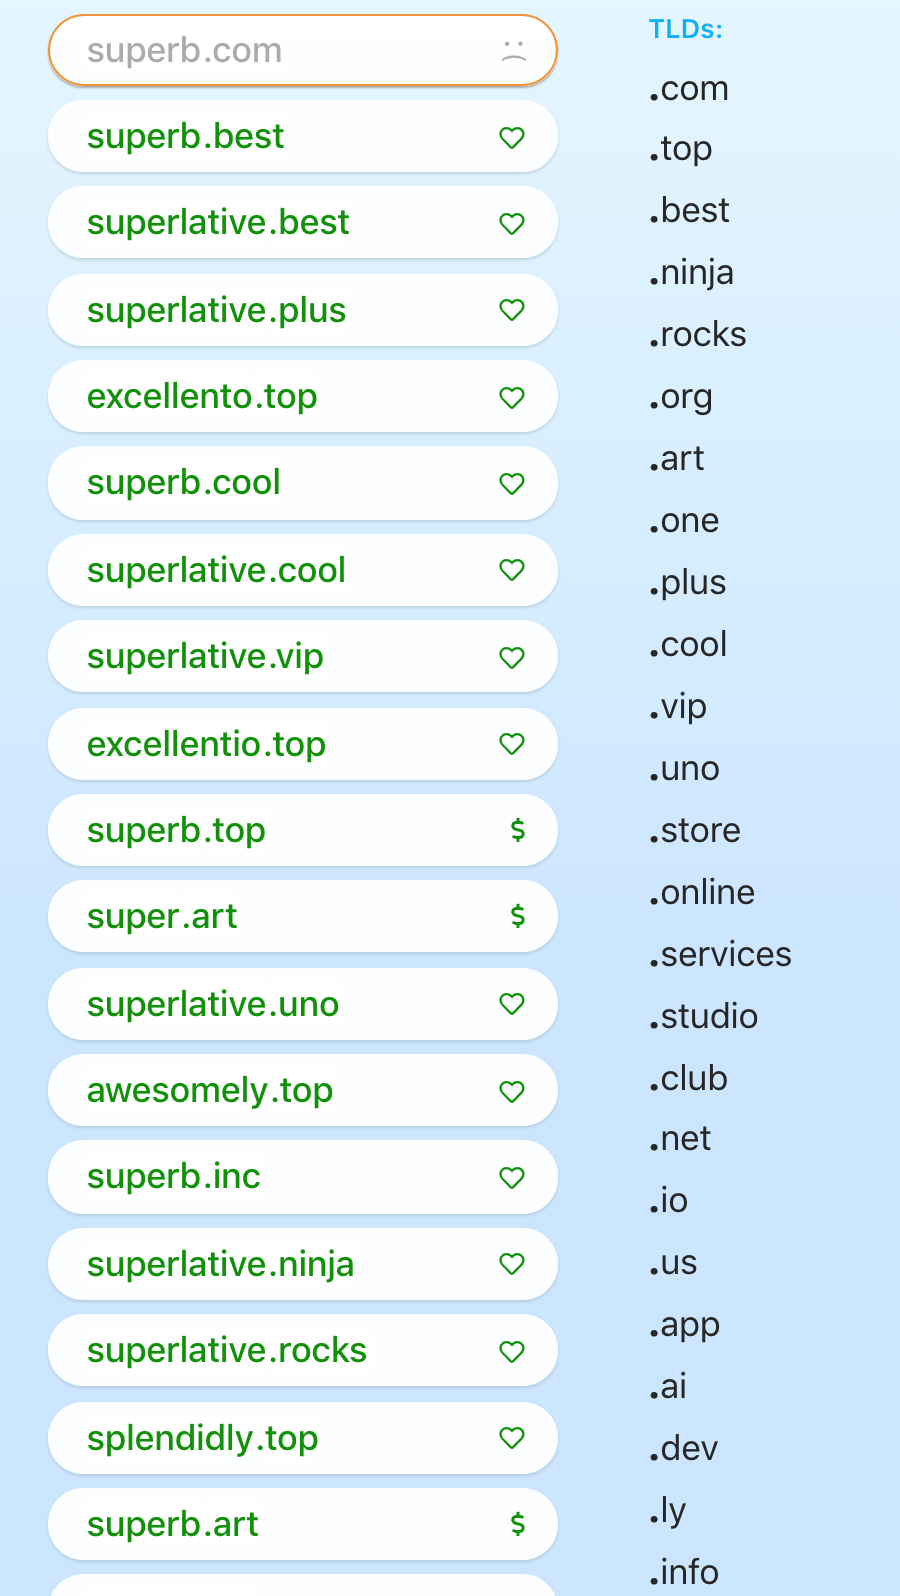 superb.com
superb.best
superlative.best
superlative.plus
excellento.top
superb.cool
superlative.cool
superlative.vip
excellentio.top
superb.top $
super.art $
superlative.uno
awesomely.top
superb.inc
superlative.ninja
superlative.rocks
splendidly.top
superb.art $
TLDs:
.com
.top
.best
.ninja
.rocks
.org
.art
.one
.plus
.cool
.vip
.uno
.store
.online
.services
.studio
.club
.net
.io
.us
.app
.ai
.dev
.ly
.info